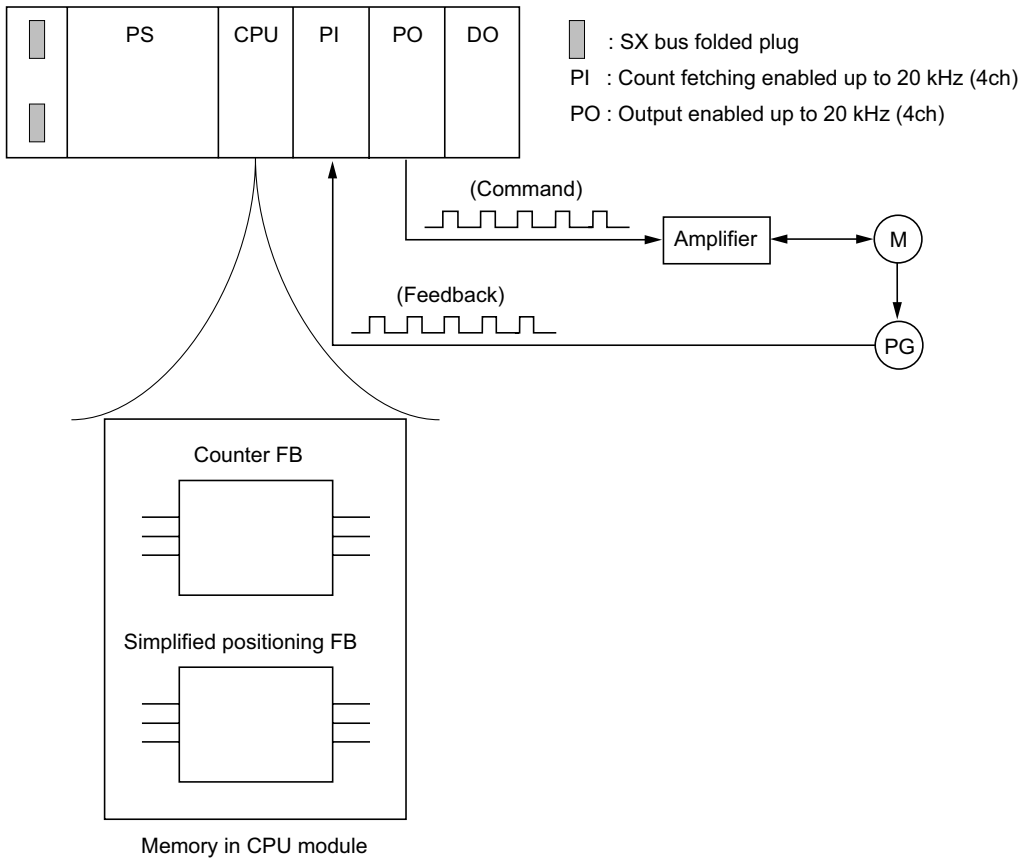 PS CPU PI PO DO
: SX bus folded plug
PI : Count fetching enabled up to 20 kHz (4ch)
PO : Output enabled up to 20 kHz (4ch)
(Command)
Amplifier
M
(Feedback)
PG
Counter FB
Simplified positioning FB
Memory in CPU module